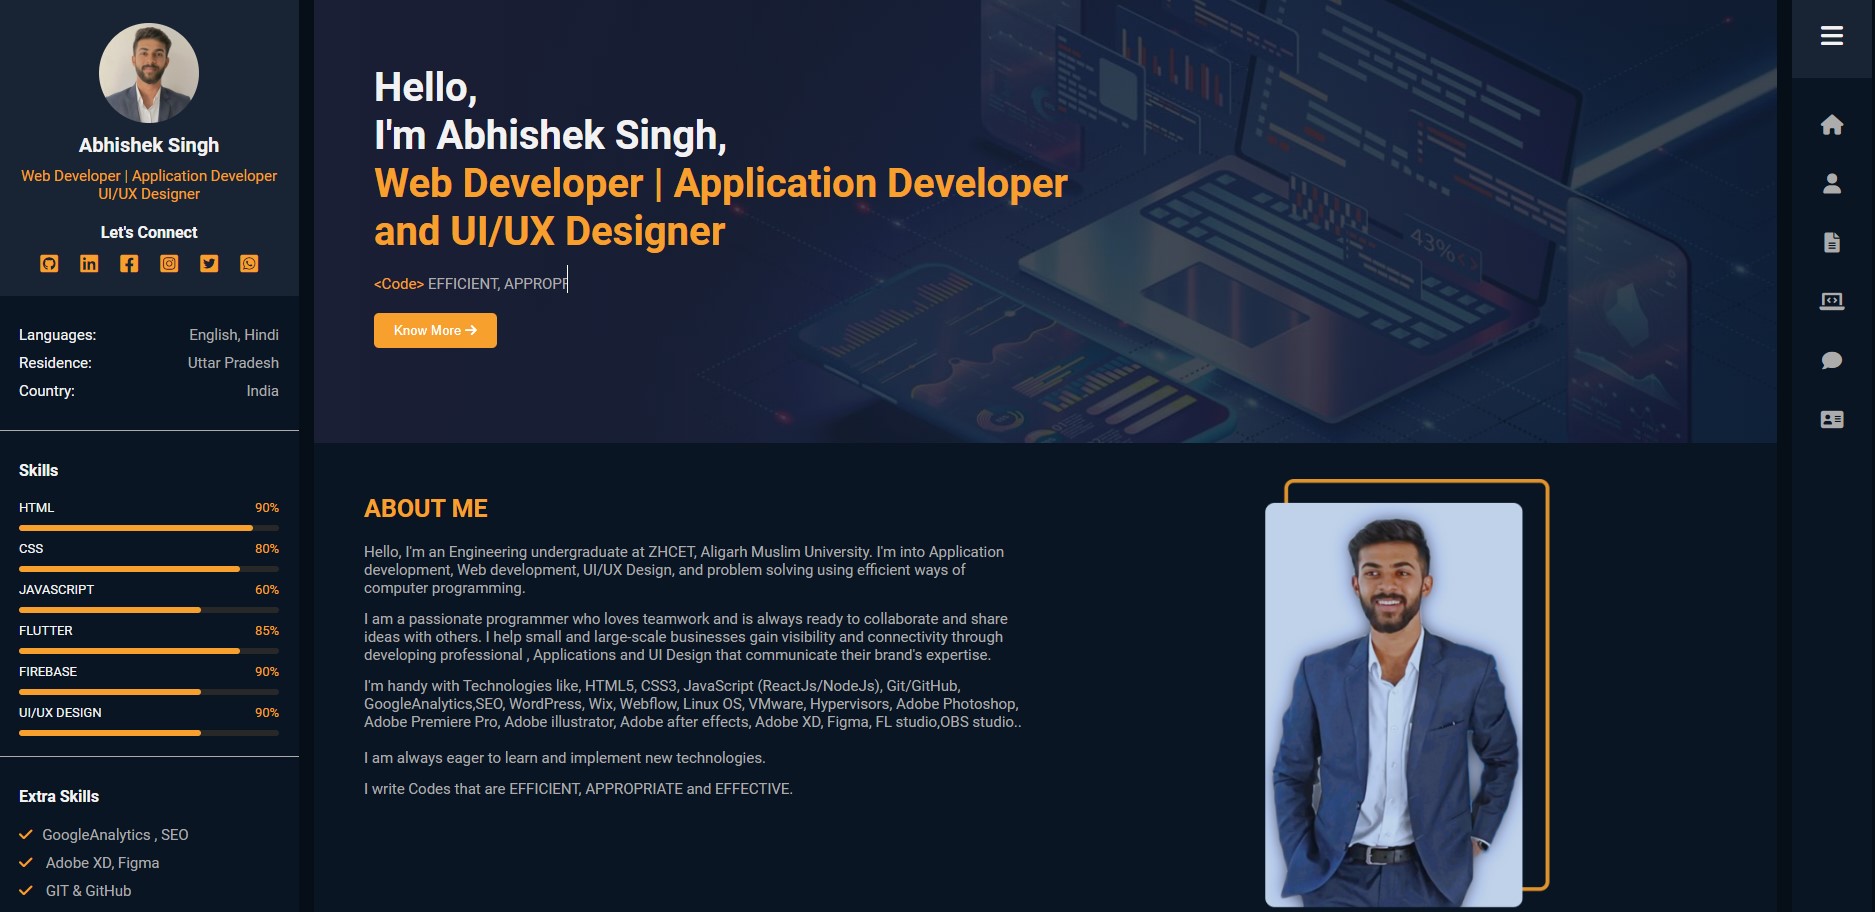 Abhishek Singh
Web Developer | Application Developer
UI/UX Designer
Let's Connect
Languages: English, Hindi
Residence: Uttar Pradesh
Country: India
Skills
HTML 90%
CSS 80%
JAVASCRIPT 60%
FLUTTER 85%
FIREBASE 90%
UI/UX DESIGN 90%
Extra Skills
GoogleAnalytics , SEO
Adobe XD, Figma
GIT & GitHub
Hello,
I'm Abhishek Singh,
Web Developer | Application Developer
and UI/UX Designer
<Code> EFFICIENT, APPROPR
Know More
43%
ABOUT ME
Hello, I'm an Engineering undergraduate at ZHCET, Aligarh Muslim University. I'm into Application
development, Web development, UI/UX Design, and problem solving using efficient ways of
computer programming.
I am a passionate programmer who loves teamwork and is always ready to collaborate and share
ideas with others. I help small and large-scale businesses gain visibility and connectivity through
developing professional , Applications and UI Design that communicate their brand's expertise.
I'm handy with Technologies like, HTML5, CSS3, JavaScript (ReactJs/NodeJs), Git/GitHub,
GoogleAnalytics,SEO, WordPress, Wix, Webflow, Linux OS, VMware, Hypervisors, Adobe Photoshop,
Adobe Premiere Pro, Adobe illustrator, Adobe after effects, Adobe XD, Figma, FL studio,OBS studio..
I am always eager to learn and implement new technologies.
I write Codes that are EFFICIENT, APPROPRIATE and EFFECTIVE.